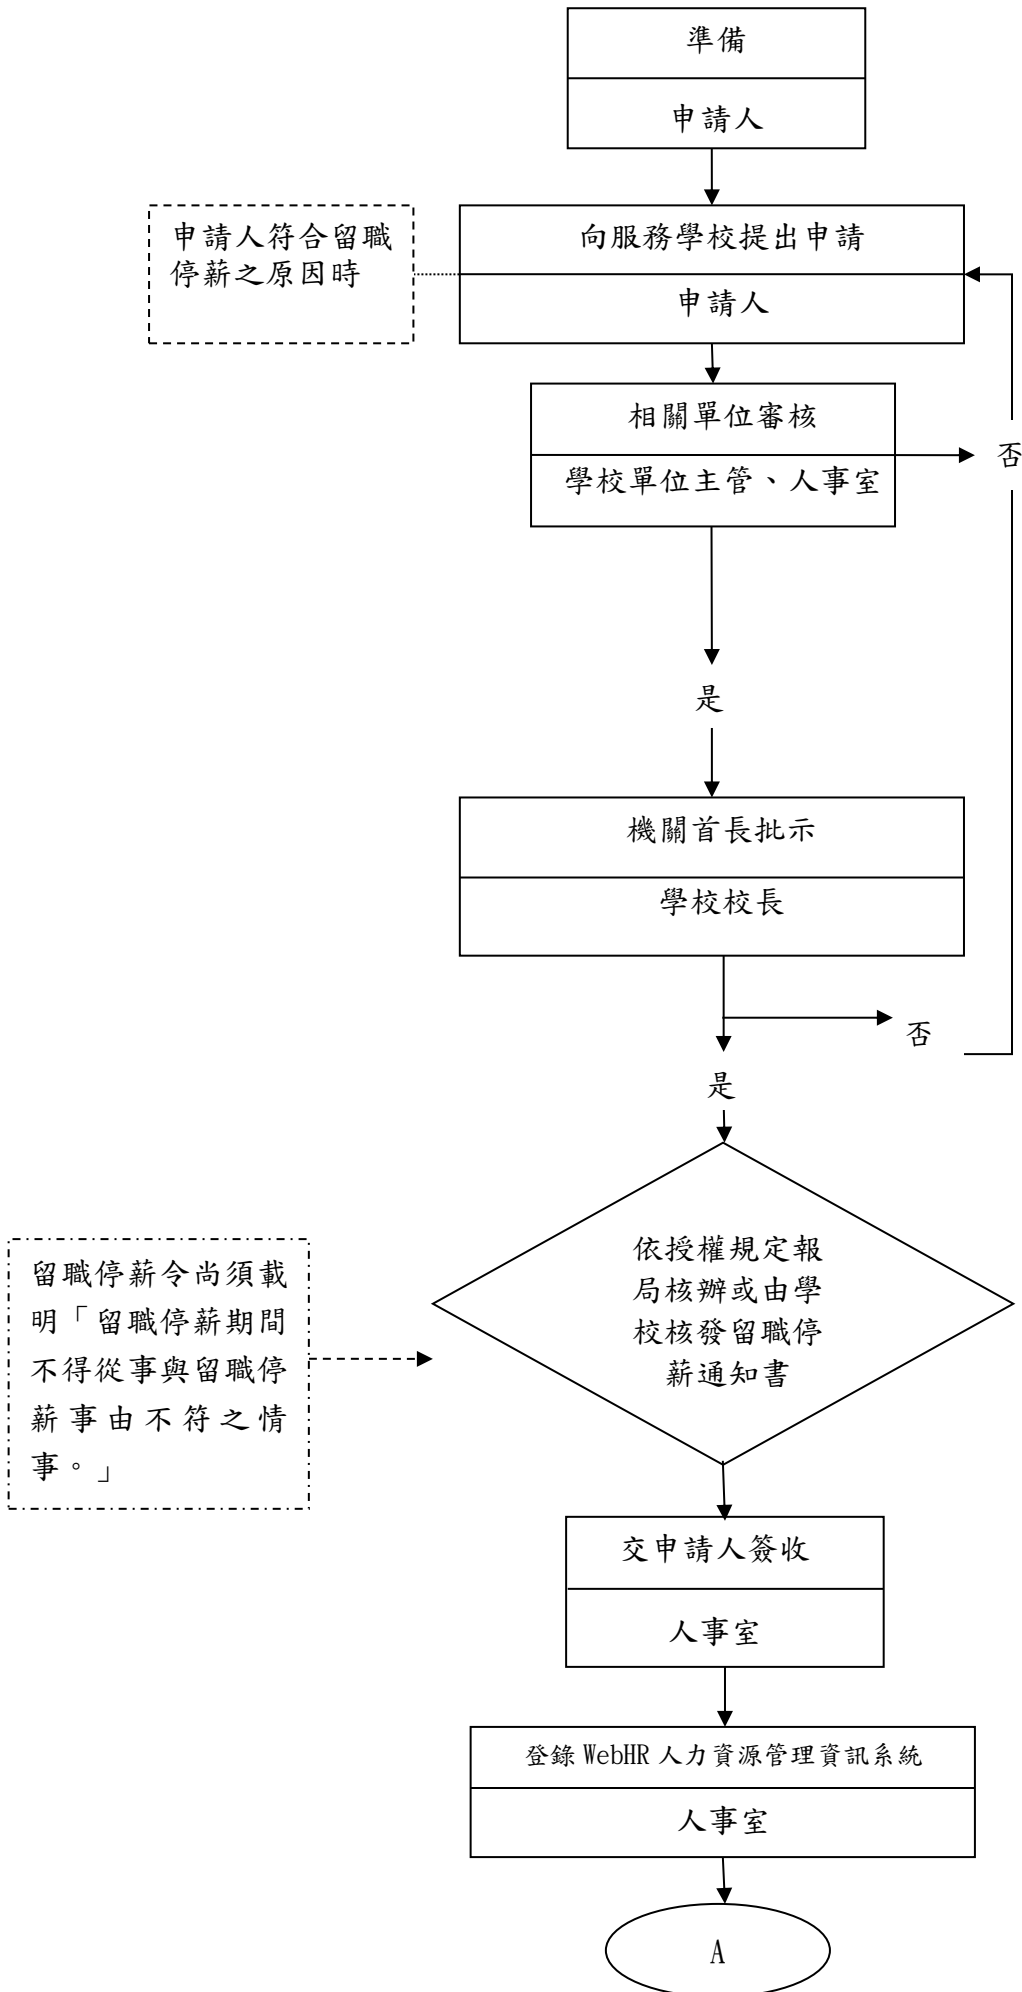 準備
申請人
申請人符合留職
停薪之原因時
向服務學校提出申請
申請人
相關單位審核
學校單位主管、人事室
否
是
機關首長批示
學校校長
否
是
依授權規定報
局核辦或由學
校核發留職停
薪通知書
留職停薪令尚須載
明「留職停薪期間
不得從事與留職停
薪事由不符之情
事。」
交申請人簽收
人事室
登錄 WebHR 人力資源管理資訊系統
人事室
A